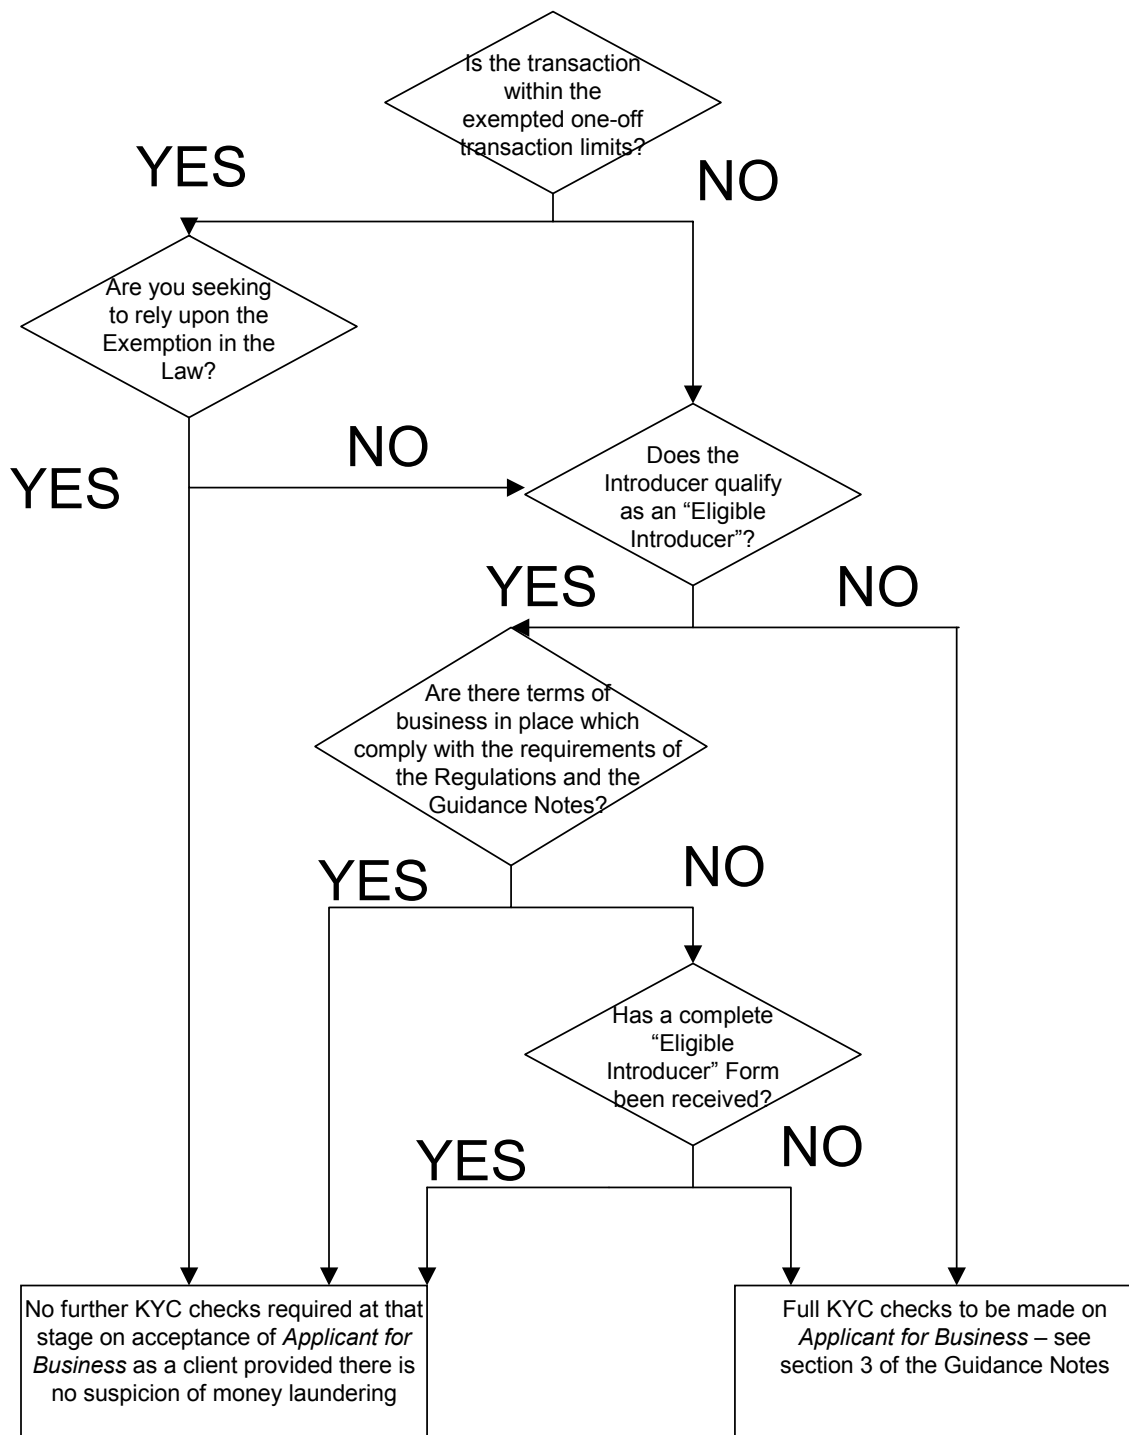 Is the transaction
within the
exempted one-off
transaction limits?
YES
NO
Are you seeking
to rely upon the
Exemption in the
Law?
NO
YES
Does the
Introducer qualify
as an “Eligible
Introducer”?
YES
NO
Are there terms of
business in place which
comply with the requirements of
the Regulations and the
Guidance Notes?
YES
NO
Has a complete
“Eligible
Introducer” Form
been received?
YES
NO
No further KYC checks required at that
stage on acceptance of Applicant for
Business as a client provided there is
no suspicion of money laundering
Full KYC checks to be made on
Applicant for Business – see
section 3 of the Guidance Notes